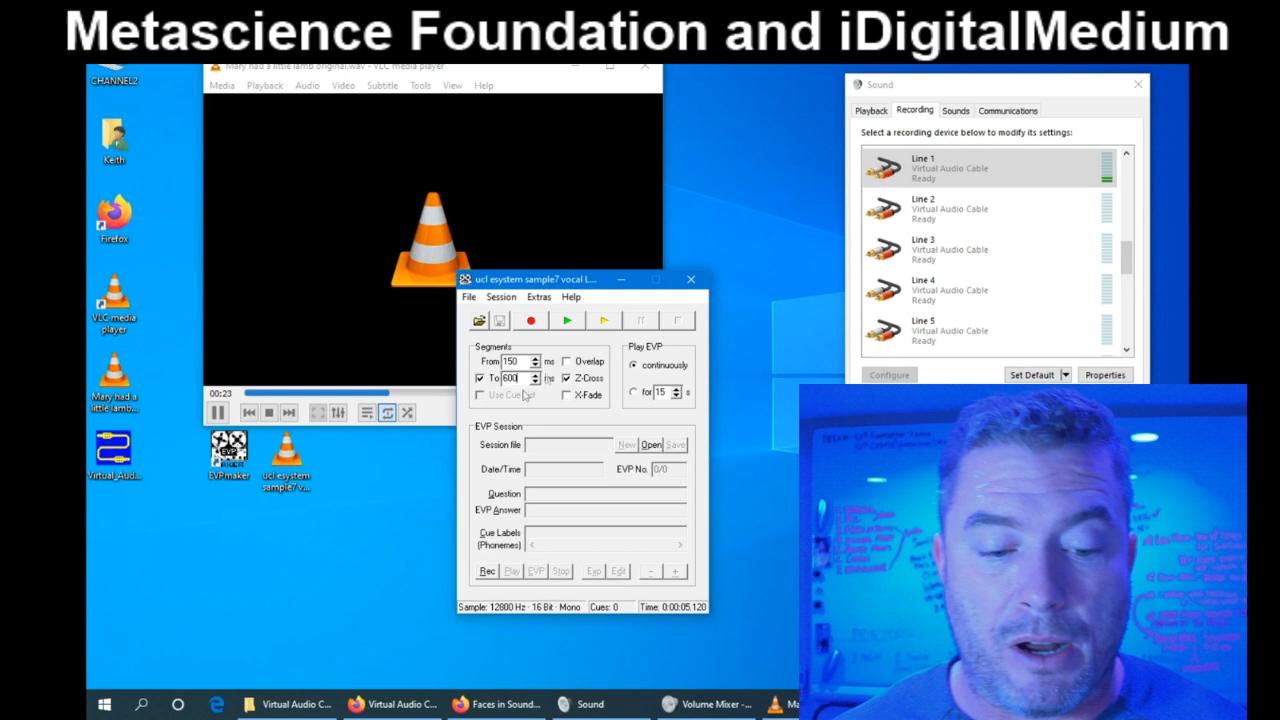 Metascience Foundation and iDigitalMedium
CHANNEL2
Mary had a little lamb original.wav - VLC media player
Media Playback Audio Video Subtitle Tools View Help
Keith
Firefox
VLC media
player
Mary had a
little lamb...
Virtual_Aud...
EVPmaker
ucl esystem
sample7 v...
00:23
ucl esystem sample7 vocal L...
File Session Extras Help
Segments
From 150 ms Overlap
To 600 ms Z-Cross
X-Fade
Play EVP
continuously
for 15 s
EVP Session
Session file New Open Save
Date/Time EVP No. 0/0
Question
EVP Answer
Cue Labels
(Phonemes)
Rec Play EVP Stop Exp Edit - +
Sample: 12800 Hz · 16 Bit · Mono Cues: 0 Time: 0:00:05.120
Sound
Playback Recording Sounds Communications
Select a recording device below to modify its settings:
Line 1
Virtual Audio Cable
Ready
Line 2
Virtual Audio Cable
Ready
Line 3
Virtual Audio Cable
Ready
Line 4
Virtual Audio Cable
Ready
Line 5
Virtual Audio Cable
Ready
Configure Set Default Properties
Virtual Audio C... Virtual Audio C... Faces in Sound... Sound Volume Mixer -... Ma